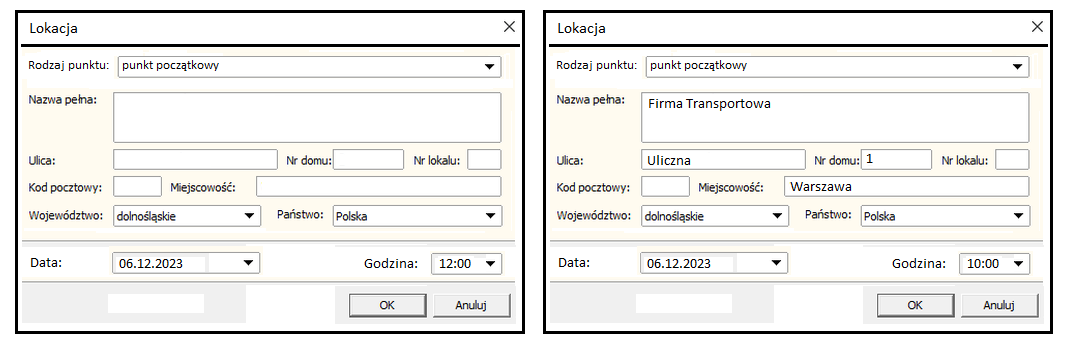 Lokacja
Rodzaj punktu: punkt początkowy
Nazwa pełna:
Ulica: Nr domu: Nr lokalu:
Kod pocztowy: Miejscowość:
Województwo: dolnośląskie Państwo: Polska
Data: 06.12.2023 Godzina: 12:00
OK Anuluj
Lokacja
Rodzaj punktu: punkt początkowy
Nazwa pełna: Firma Transportowa
Ulica: Uliczna Nr domu: 1 Nr lokalu:
Kod pocztowy: Miejscowość: Warszawa
Województwo: dolnośląskie Państwo: Polska
Data: 06.12.2023 Godzina: 10:00
OK Anuluj